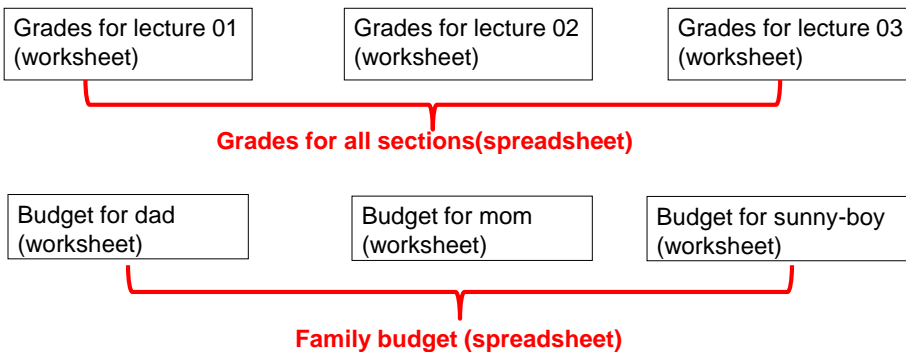 Grades for lecture 01
(worksheet)
Grades for lecture 02
(worksheet)
Grades for lecture 03
(worksheet)
Grades for all sections(spreadsheet)
Budget for dad
(worksheet)
Budget for mom
(worksheet)
Budget for sunny-boy
(worksheet)
Family budget (spreadsheet)